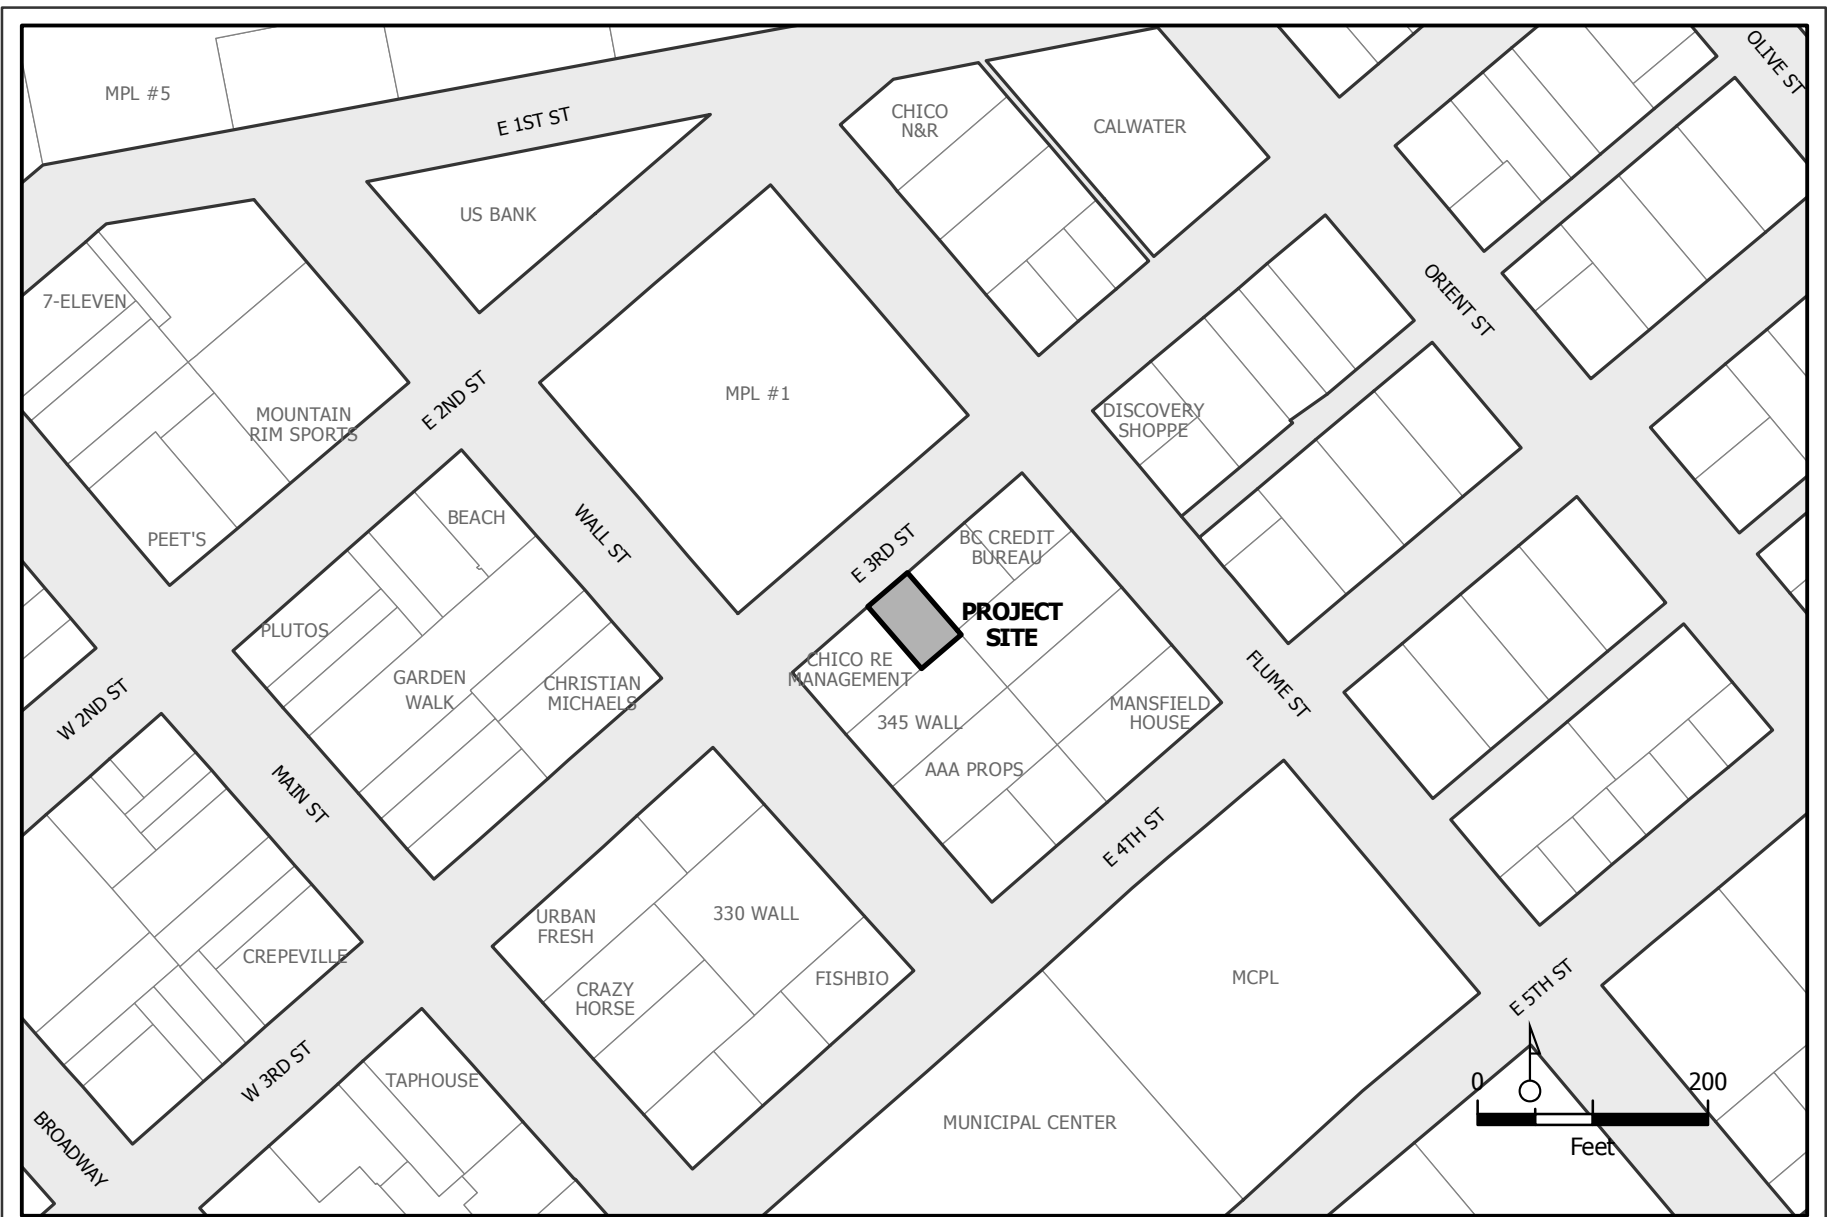 OLIVE ST
MPL #5
E 1ST ST
CHICO
N&R
CALWATER
US BANK
7-ELEVEN
ORIENT ST
MOUNTAIN
RIM SPORTS
E 2ND ST
MPL #1
DISCOVERY
SHOPPE
PEET'S
BEACH
WALL ST
E 3RD ST
BC CREDIT
BUREAU
PROJECT
SITE
PLUTOS
GARDEN
WALK
CHRISTIAN
MICHAELS
CHICO RE
MANAGEMENT
345 WALL
AAA PROPS
MANSFIELD
HOUSE
FLUME ST
W 2ND ST
MAIN ST
E 4TH ST
URBAN
FRESH
330 WALL
CREPEVILLE
CRAZY
HORSE
FISHBIO
MCPL
E 5TH ST
W 3RD ST
TAPHOUSE
BROADWAY
MUNICIPAL CENTER
0 200
Feet